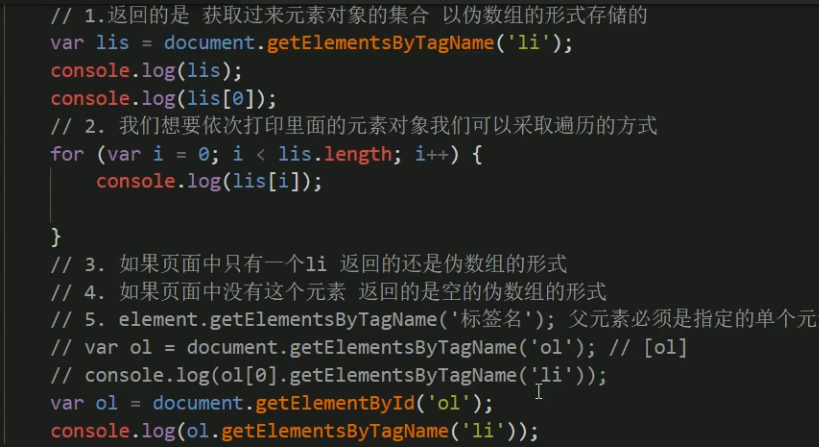 // 1.返回的是 获取过来元素对象的集合 以伪数组的形式存储的
var lis = document.getElementsByTagName('li');
console.log(lis);
console.log(lis[0]);
// 2. 我们想要依次打印里面的元素对象我们可以采取遍历的方式
for (var i = 0; i < lis.length; i++) {
console.log(lis[i]);
}
// 3. 如果页面中只有一个li 返回的还是伪数组的形式
// 4. 如果页面中没有这个元素 返回的是空的伪数组的形式
// 5. element.getElementsByTagName('标签名'); 父元素必须是指定的单个元
// var ol = document.getElementsByTagName('ol'); // [ol]
// console.log(ol[0].getElementsByTagName('li'));
var ol = document.getElementById('ol');
console.log(ol.getElementsByTagName('li'));